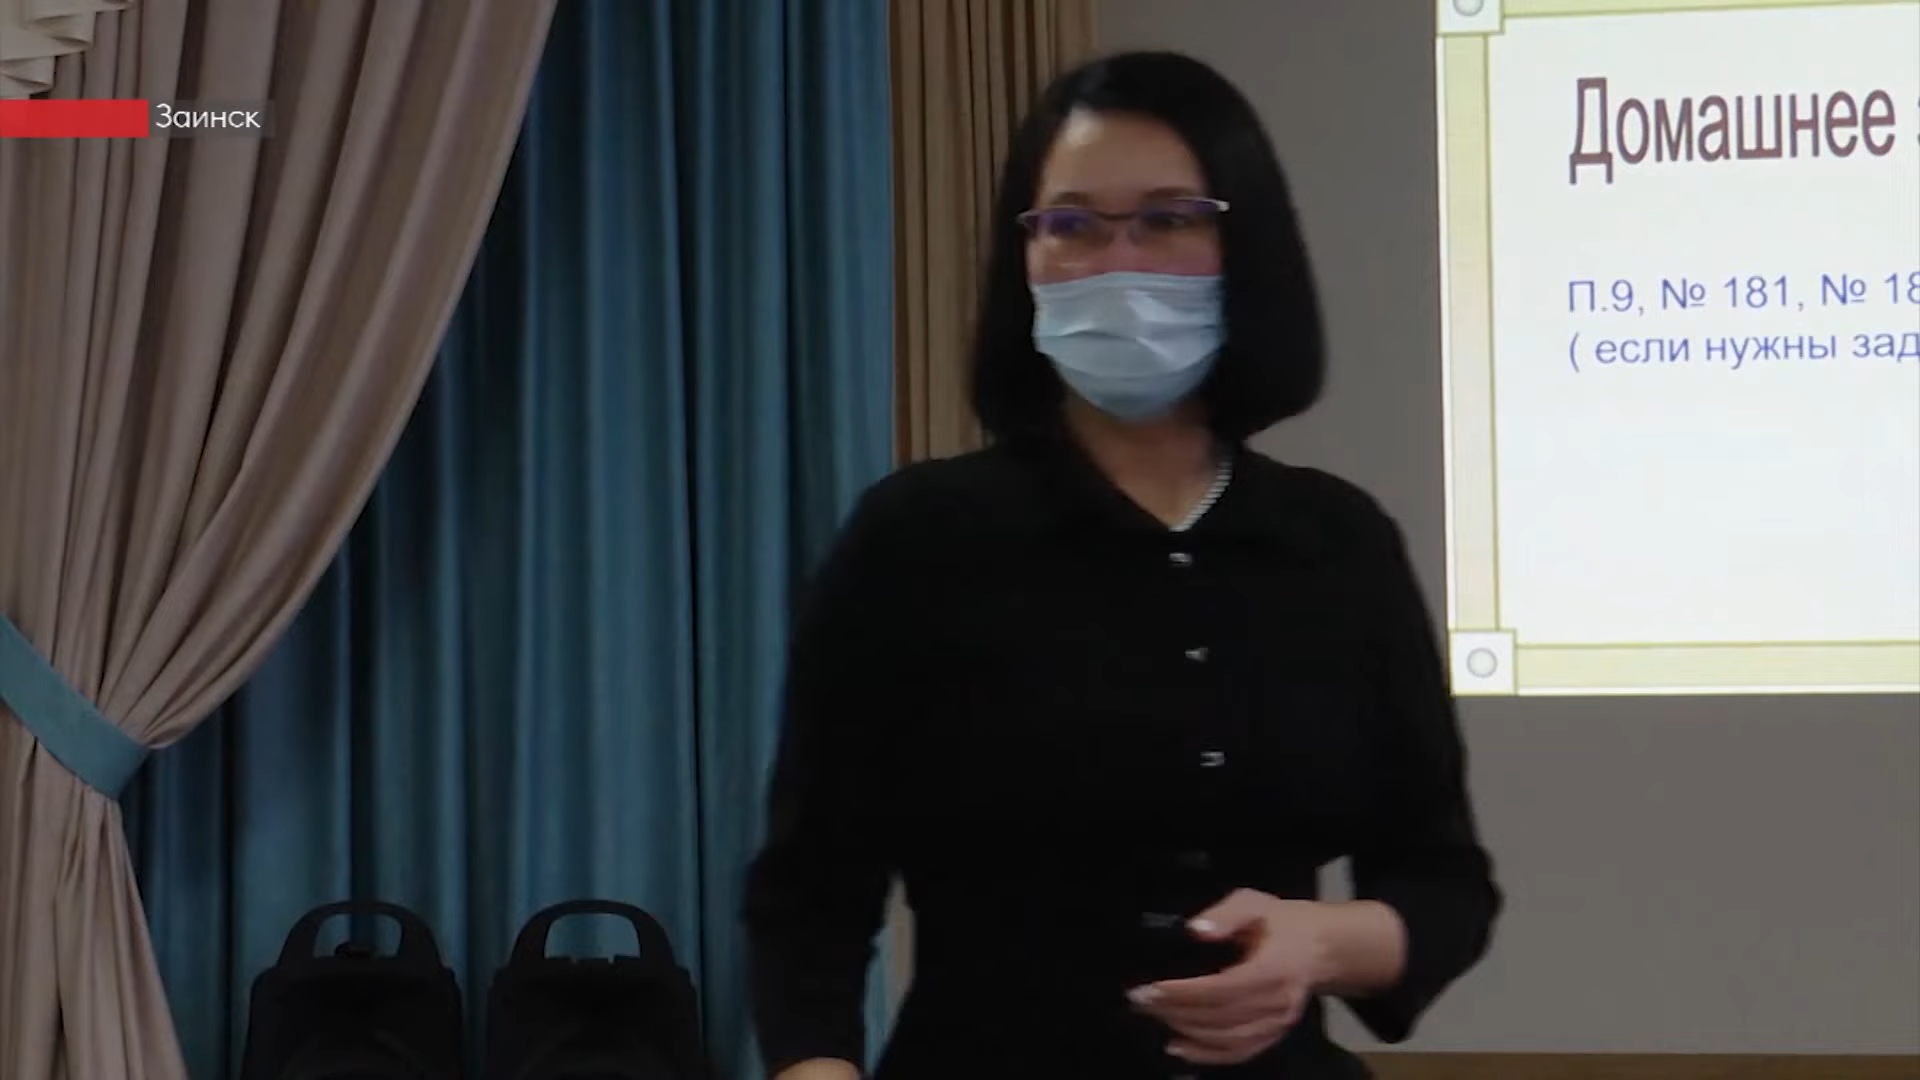 Заинск
Домашнее
П.9, № 181, № 18
( если нужны зад